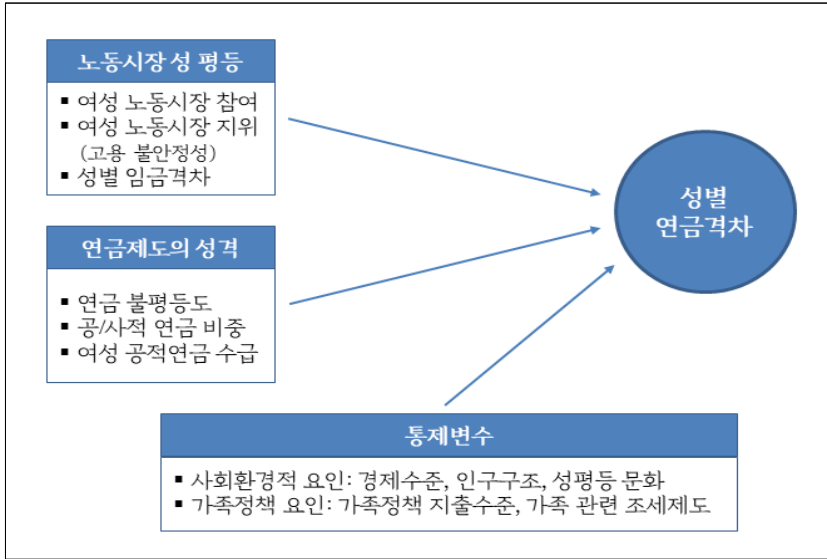 노동시장 성 평등
▪ 여성 노동시장 참여
▪ 여성 노동시장 지위
(고용 불안정성)
▪ 성별 임금격차
연금제도의 성격
▪ 연금 불평등도
▪ 공/사적 연금 비중
▪ 여성 공적연금 수급
성별
연금격차
통제변수
▪ 사회환경적 요인: 경제수준, 인구구조, 성평등 문화
▪ 가족정책 요인: 가족정책 지출수준, 가족 관련 조세제도